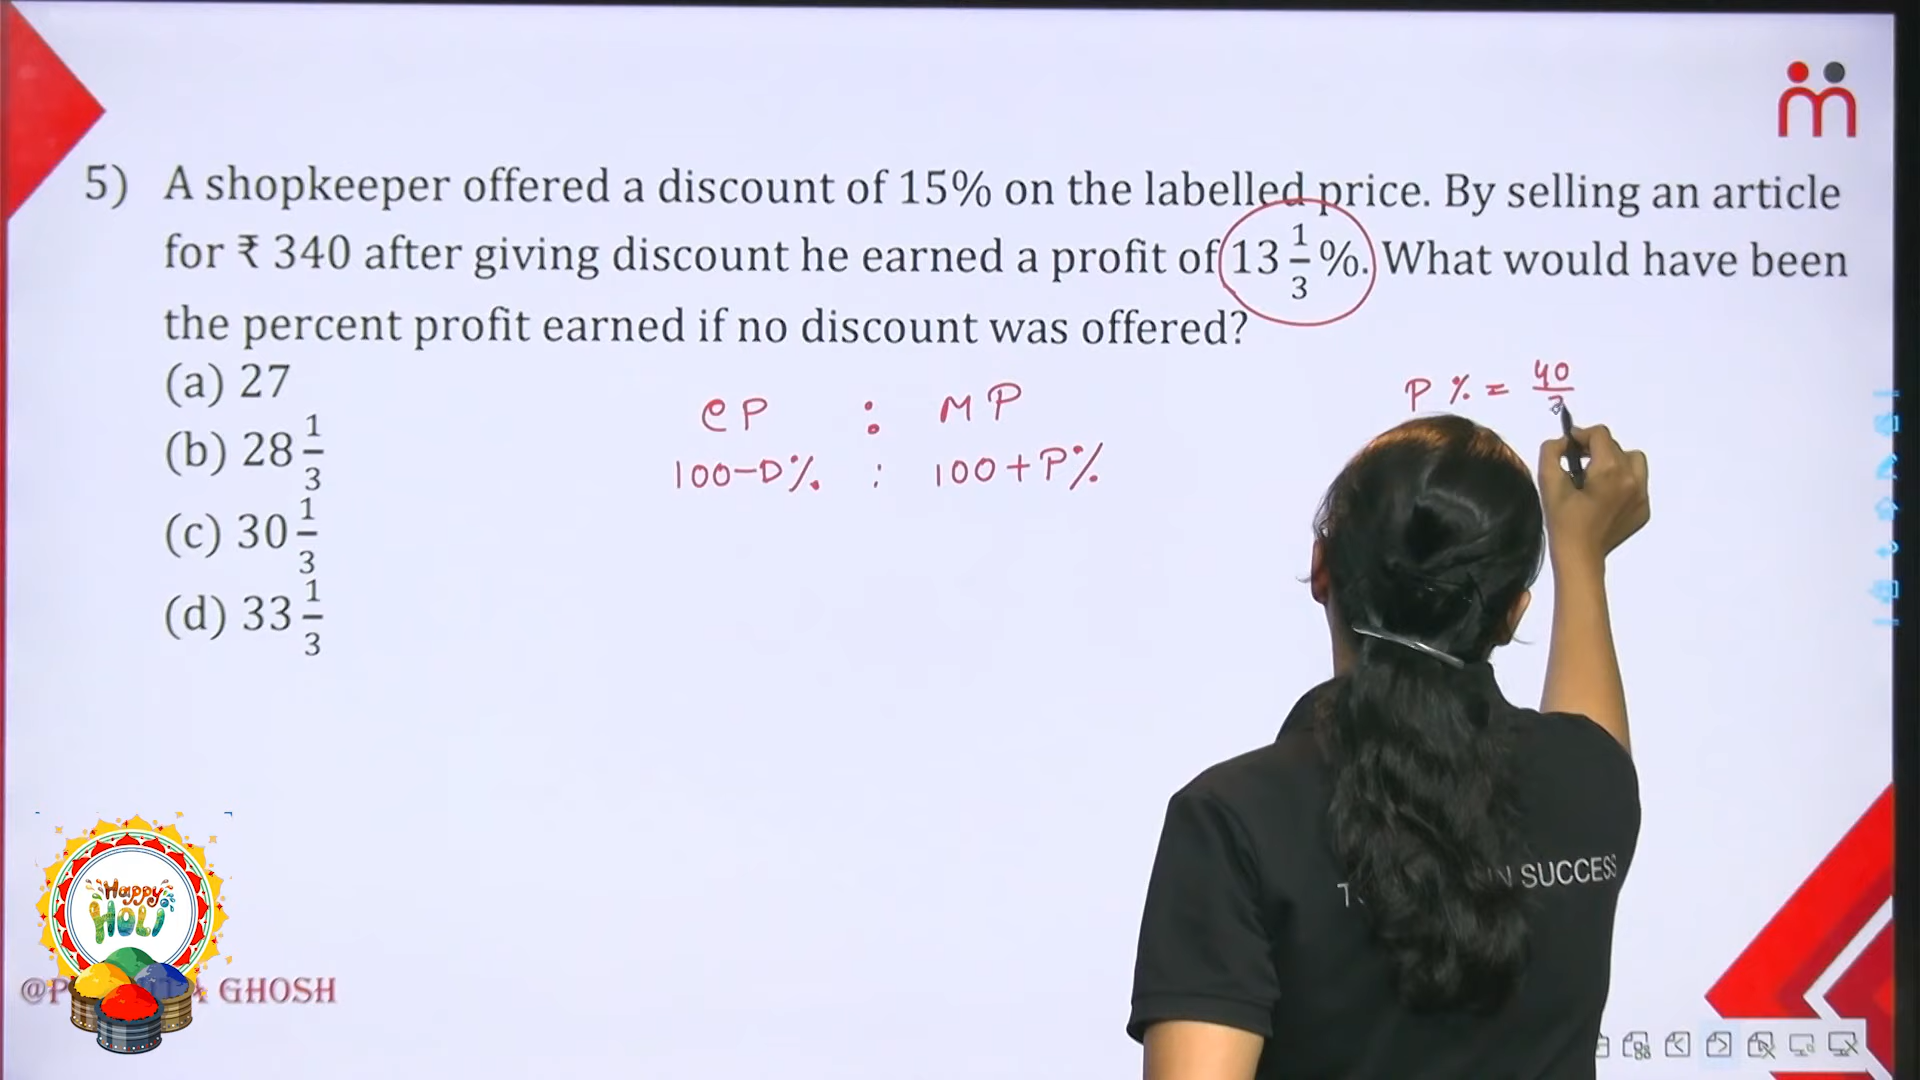 5) A shopkeeper offered a discount of 15% on the labelled price. By selling an article
for ₹ 340 after giving discount he earned a profit of 13 1/3 %. What would have been
the percent profit earned if no discount was offered?
(a) 27
(b) 28 1/3
(c) 30 1/3
(d) 33 1/3
CP : MP
100-D% : 100+P%
P % = 40/3
IN SUCCESS
Happy
HOLI
GHOSH